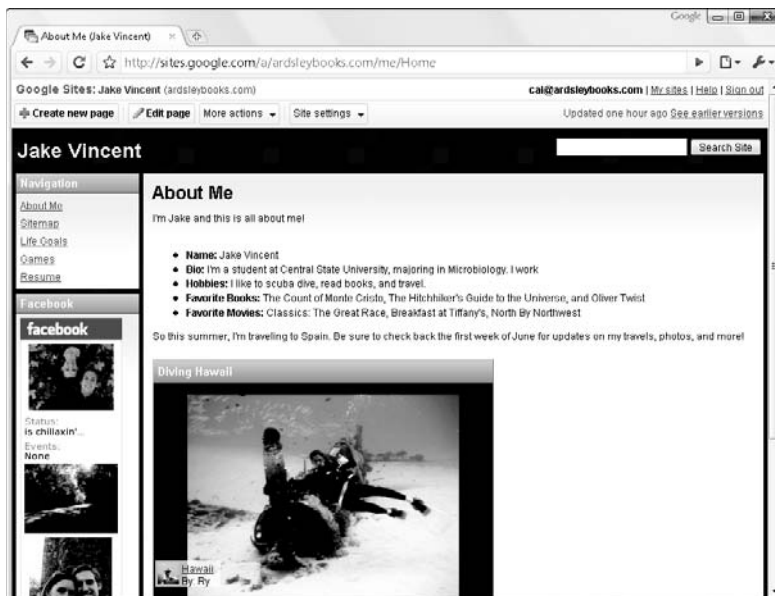 Google
About Me (Jake Vincent)
http://sites.google.com/a/ardsleybooks.com/me/Home
Google Sites: Jake Vincent (ardsleybooks.com)
cal@ardsleybooks.com | My sites | Help | Sign out
Create new page
Edit page
More actions
Site settings
Updated one hour ago See earlier versions
Jake Vincent
Search Site
Navigation
About Me
Sitemap
Life Goals
Games
Resume
Facebook
facebook
Status:
is chillaxin'...
Events:
None
About Me
I'm Jake and this is all about me!
Name: Jake Vincent
Bio: I'm a student at Central State University, majoring in Microbiology. I work
Hobbies: I like to scuba dive, read books, and travel.
Favorite Books: The Count of Monte Cristo, The Hitchhiker's Guide to the Universe, and Oliver Twist
Favorite Movies: Classics: The Great Race, Breakfast at Tiffany's, North By Northwest
So this summer, I'm traveling to Spain. Be sure to check back the first week of June for updates on my travels, photos, and more!
Diving Hawaii
Hawaii
By: Ry